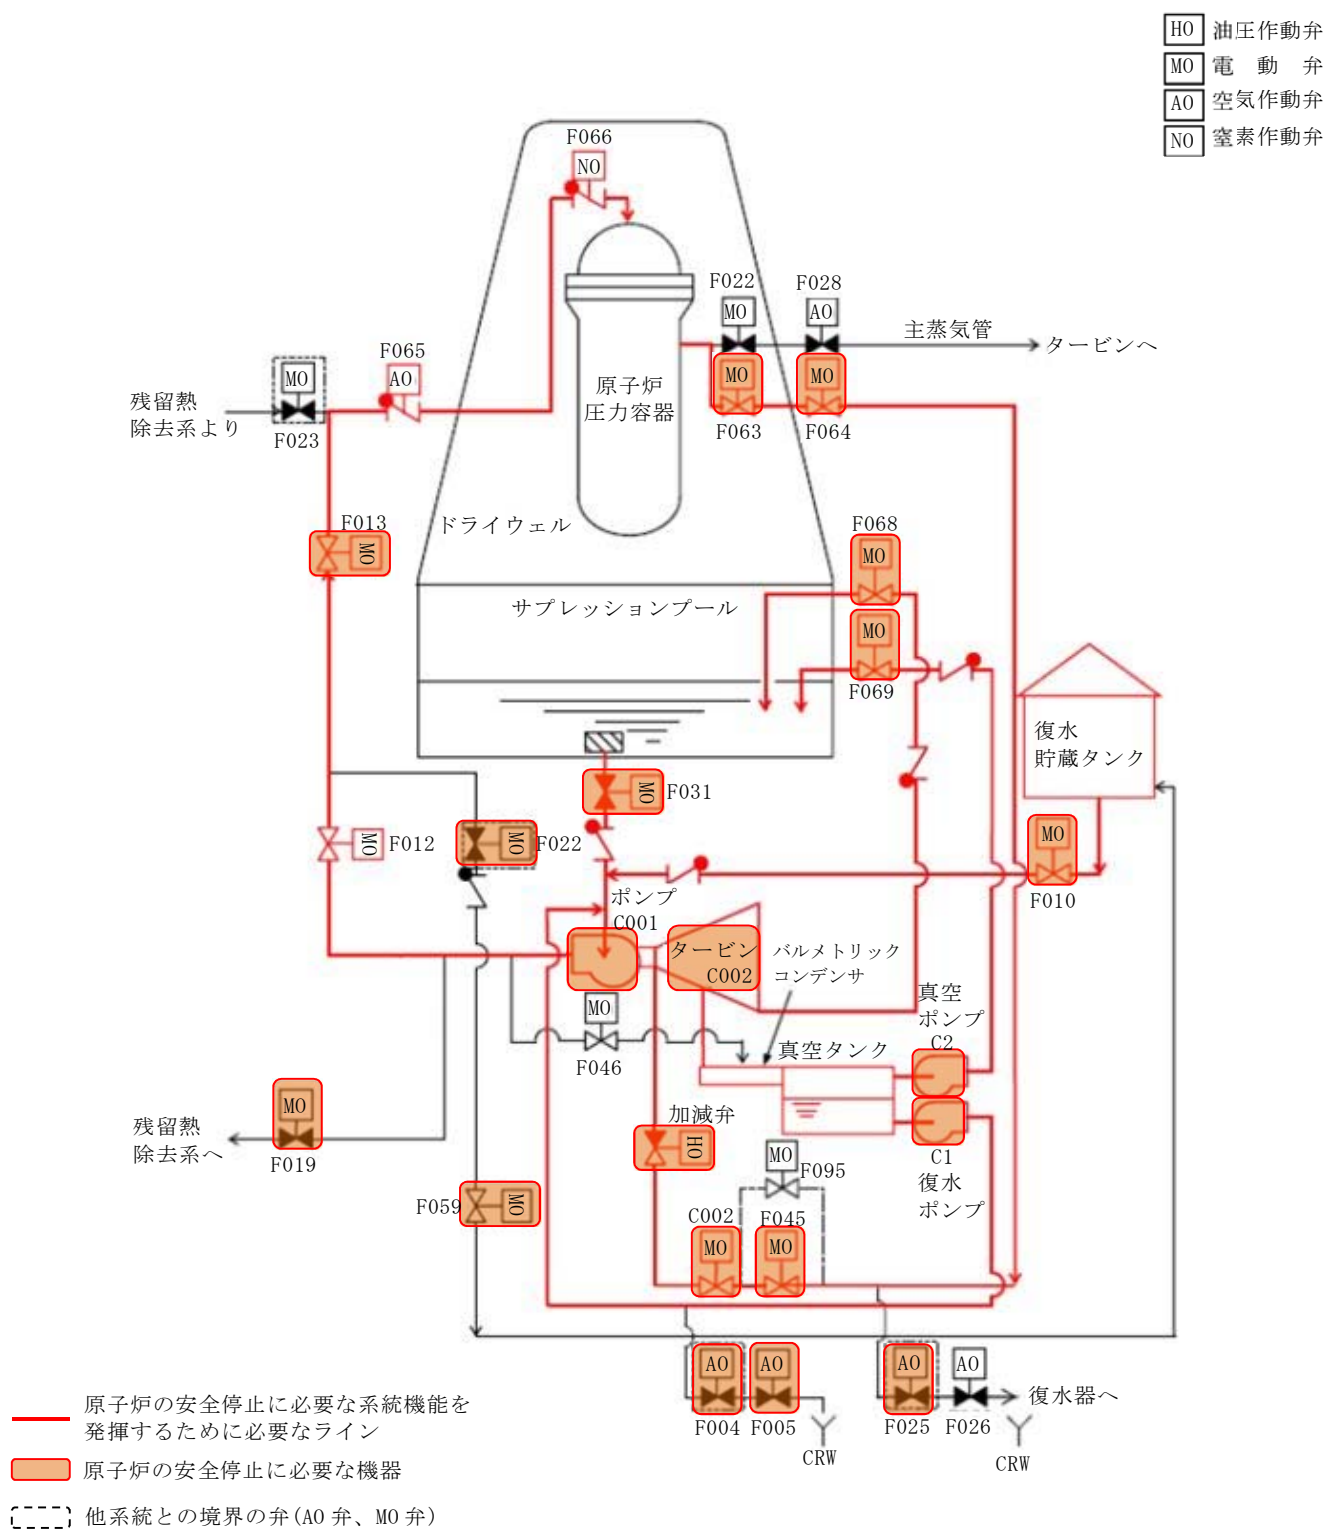 HO 油圧作動弁
MO 電　動　弁
AO 空気作動弁
NO 窒素作動弁
F066
NO
F022
MO
F028
AO
主蒸気管
タービンへ
F065
AO
MO
残留熱
除去系より
F023
原子炉
圧力容器
MO
F063
MO
F064
F013
MO
ドライウェル
F068
MO
サプレッションプール
MO
F069
復水
貯蔵タンク
MO
F031
F012
MO
MO
F022
MO
F010
ポンプ
C001
タービン
C002
バルメトリック
コンデンサ
MO
F046
真空
ポンプ
C2
真空タンク
MO
残留熱
除去系へ
F019
加減弁
HO
C1
復水
ポンプ
MO
F095
F059
MO
C002
MO
F045
MO
AO
F004
AO
F005
CRW
AO
F025
AO
F026
復水器へ
CRW
原子炉の安全停止に必要な系統機能を
発揮するために必要なライン
原子炉の安全停止に必要な機器
他系統との境界の弁(AO弁、MO弁)